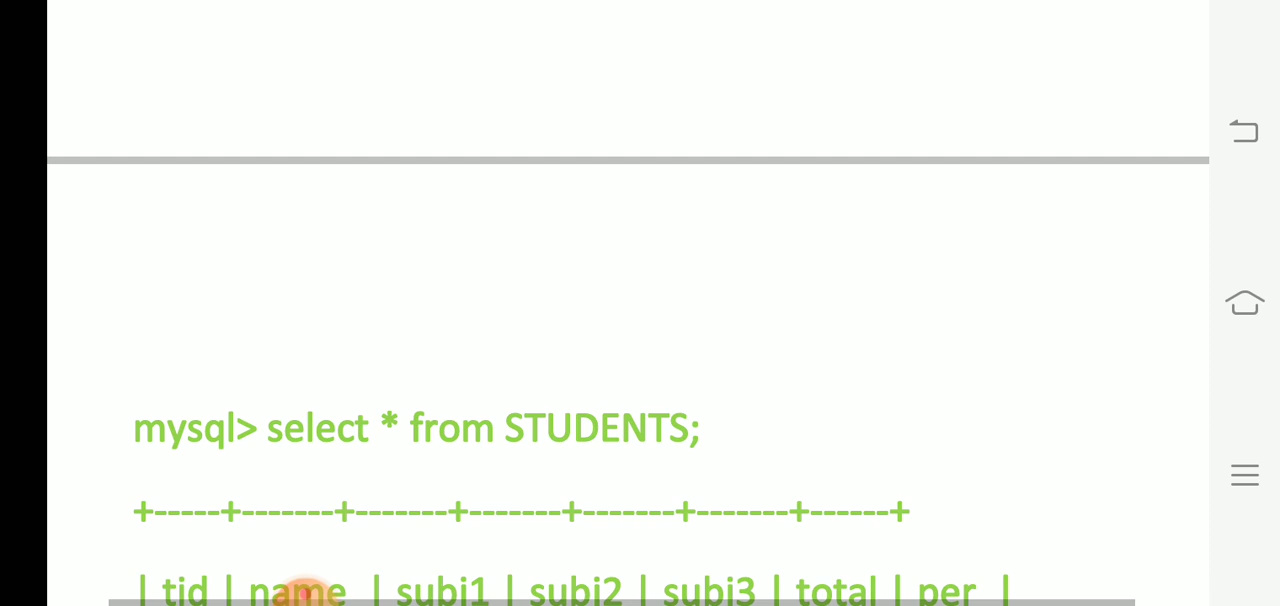 mysql> select * from STUDENTS;
+-----+-------+-------+-------+-------+-------+------+
| tid | name | subj1 | subj2 | subj3 | total | per |